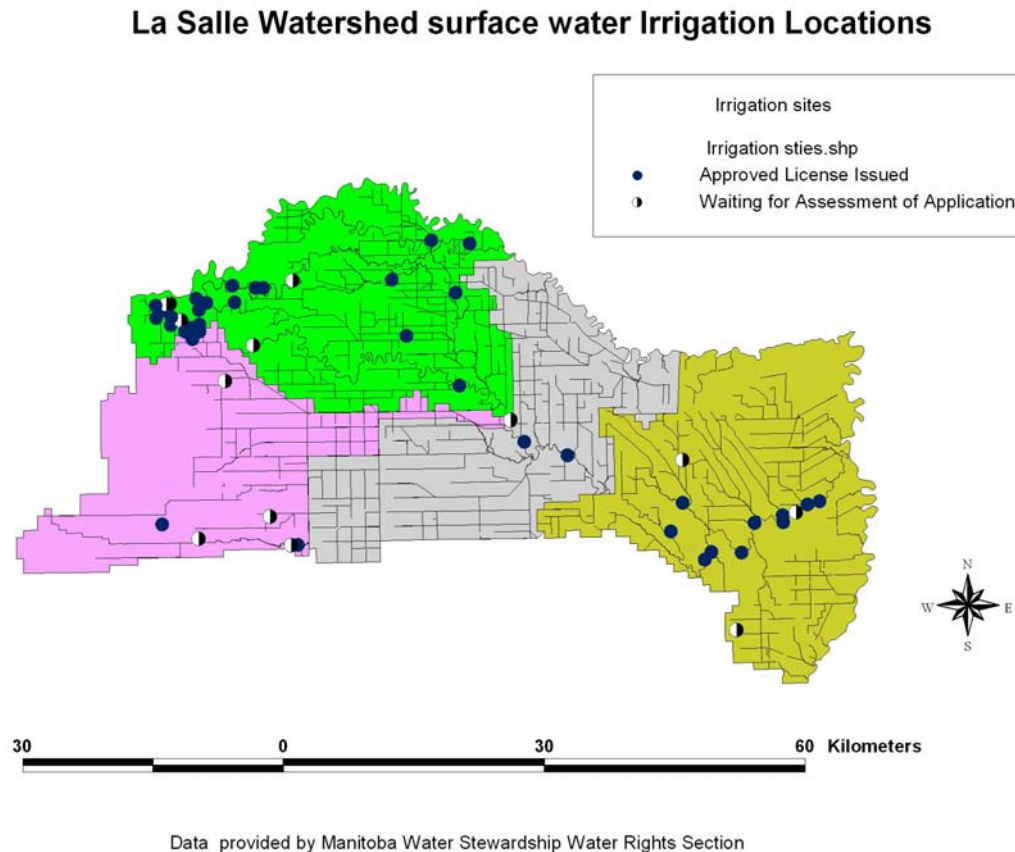 La Salle Watershed surface water Irrigation Locations
Irrigation sites
Irrigation sties.shp
Approved License Issued
Waiting for Assessment of Application
N
W E
S
30 0 30 60 Kilometers
Data provided by Manitoba Water Stewardship Water Rights Section